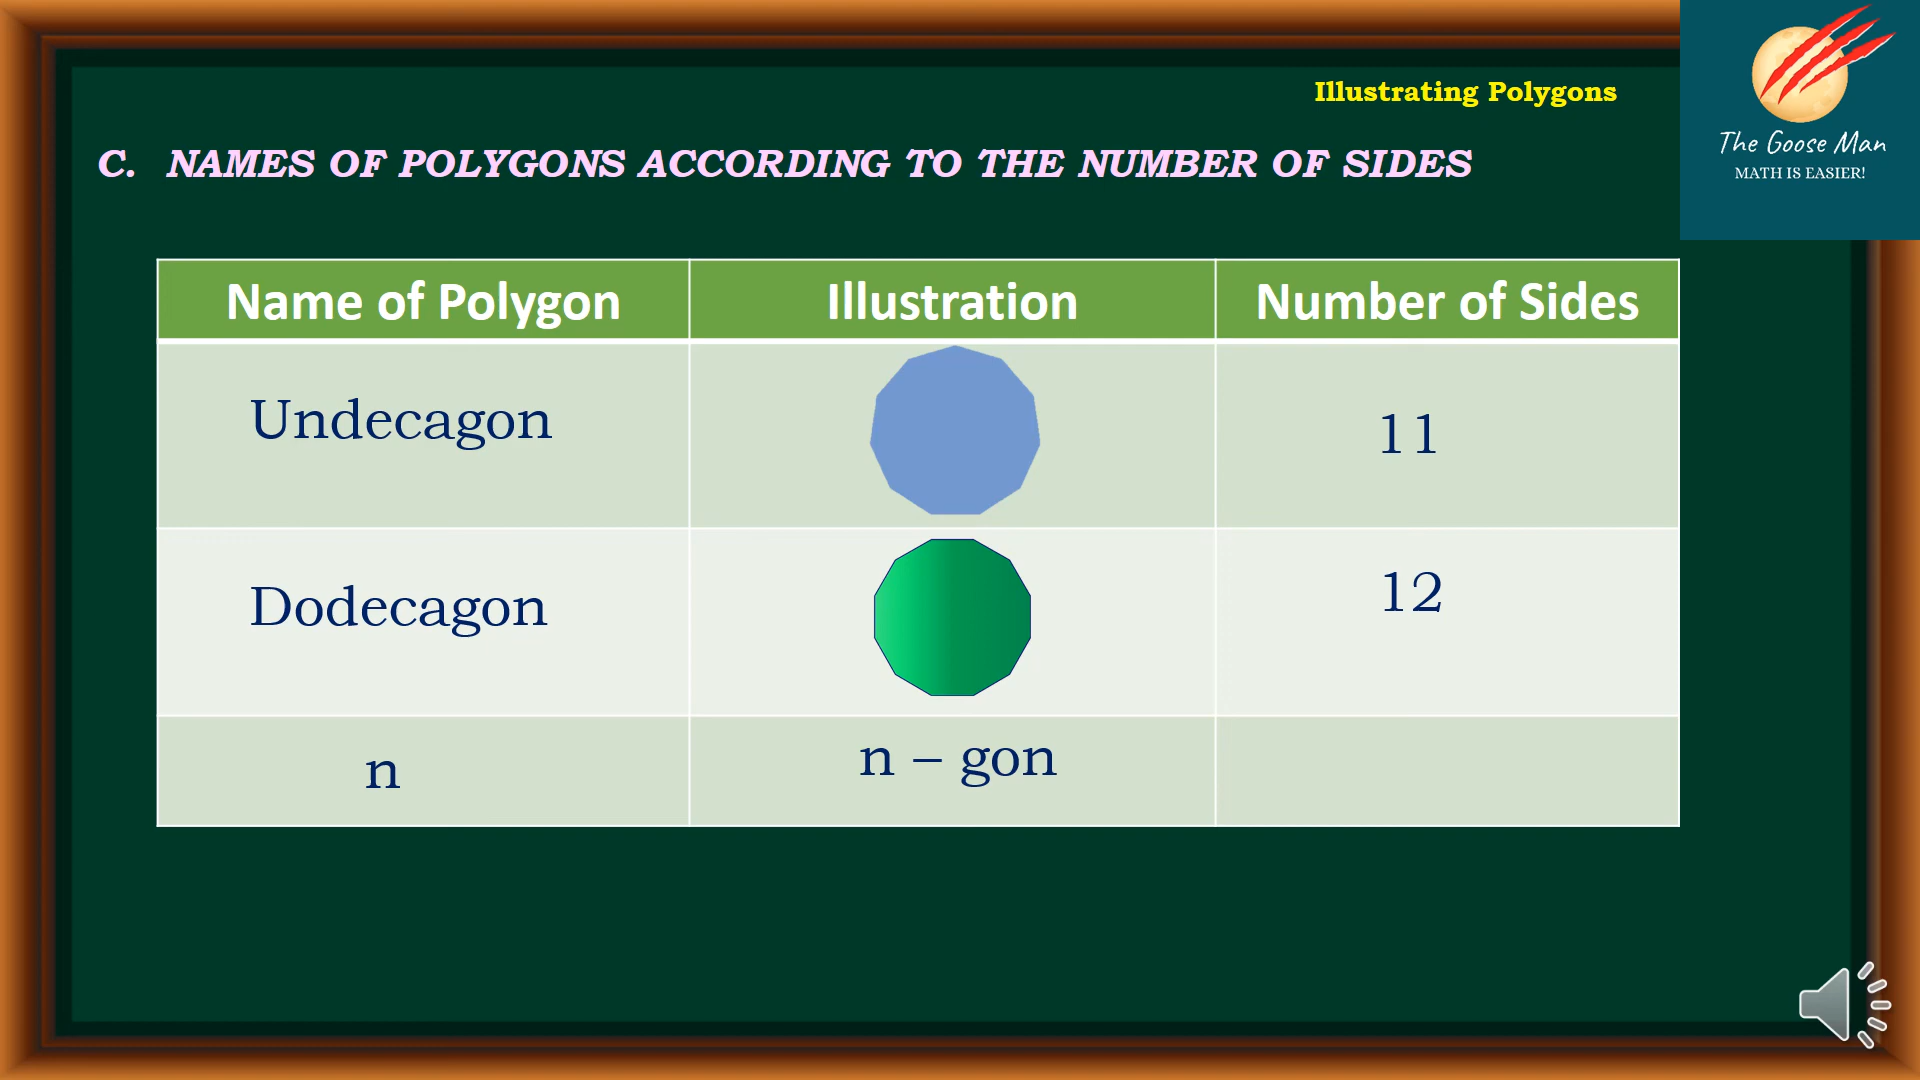 Illustrating Polygons
The Goose Man
MATH IS EASIER!
C. NAMES OF POLYGONS ACCORDING TO THE NUMBER OF SIDES
Name of Polygon Illustration Number of Sides
Undecagon 11
Dodecagon 12
n n – gon